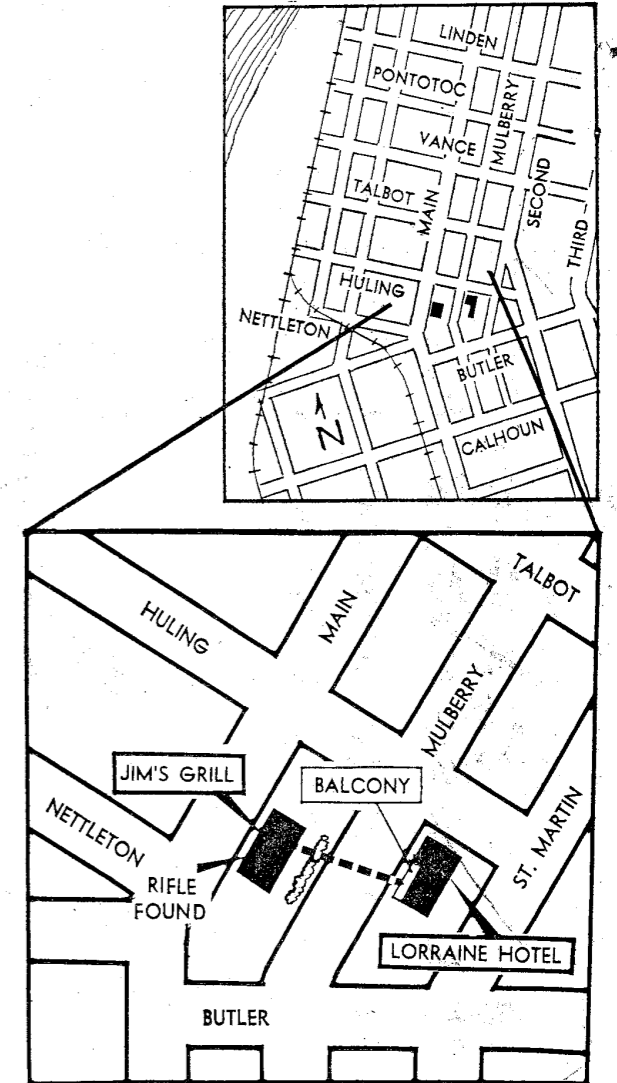 LINDEN
PONTOTOC
MULBERRY
VANCE
SECOND
TALBOT
MAIN
THIRD
HULING
NETTLETON
BUTLER
N
CALHOUN
TALBOT
HULING
MAIN
MULBERRY
JIM'S GRILL
BALCONY
NETTLETON
ST. MARTIN
RIFLE
FOUND
LORRAINE HOTEL
BUTLER